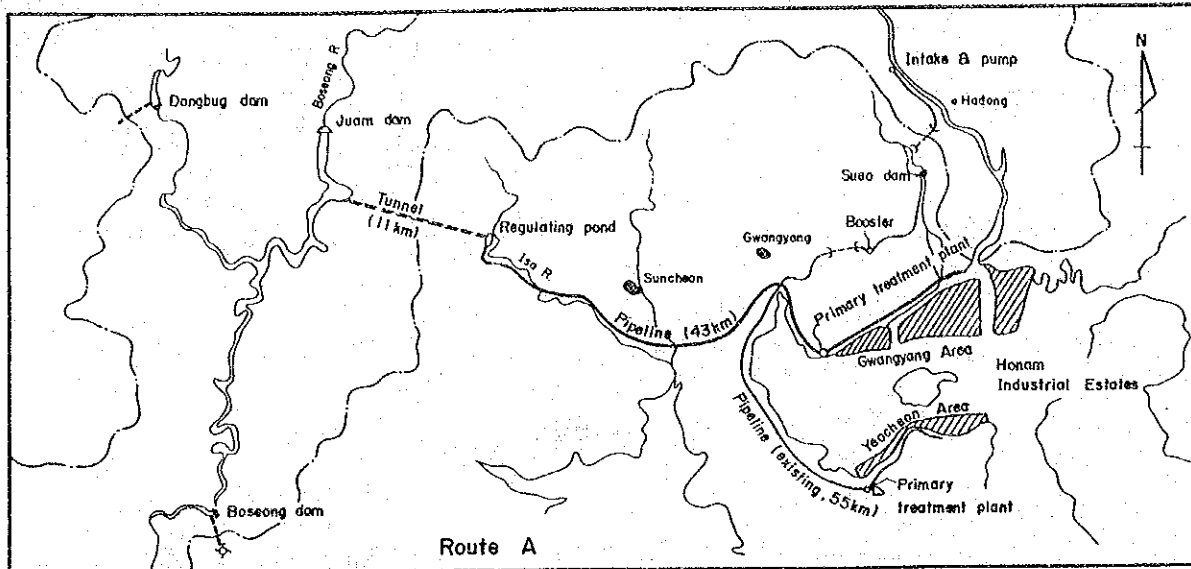 Dongbug dam
Boseong R.
Juam dam
Tunnel
(11km)
Regulating pond
Isa R.
Suncheon
Pipeline (43km)
Gwangyang
Booster
Sueo dam
Intake & pump
Hadong
N
Primary treatment plant
Gwangyang Area
Honam
Industrial Estates
Yeocheon Area
Pipeline (existing, 55km)
Primary
treatment plant
Boseong dam
Route A